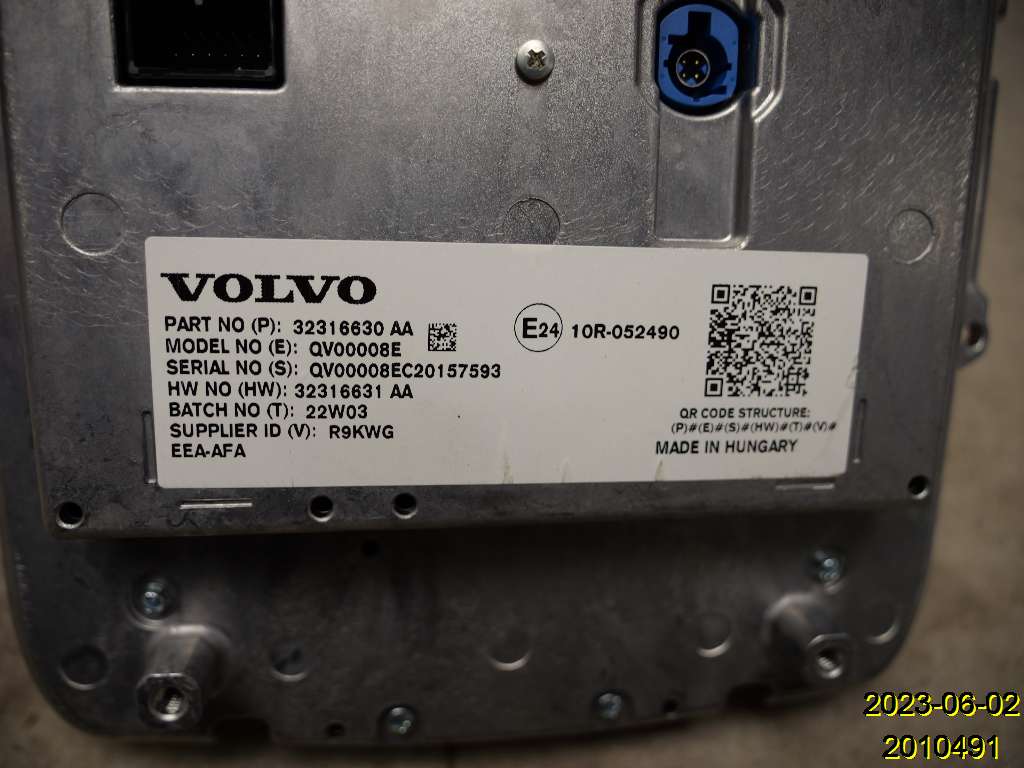 VOLVO
PART NO (P): 32316630 AA
MODEL NO (E): QV00008E
SERIAL NO (S): QV00008EC20157593
HW NO (HW): 32316631 AA
BATCH NO (T): 22W03
SUPPLIER ID (V): R9KWG
EEA-AFA
E24 10R-052490
QR CODE STRUCTURE:
(P)#(E)#(S)#(HW)#(T)#(V)#
MADE IN HUNGARY
2023-06-02
2010491